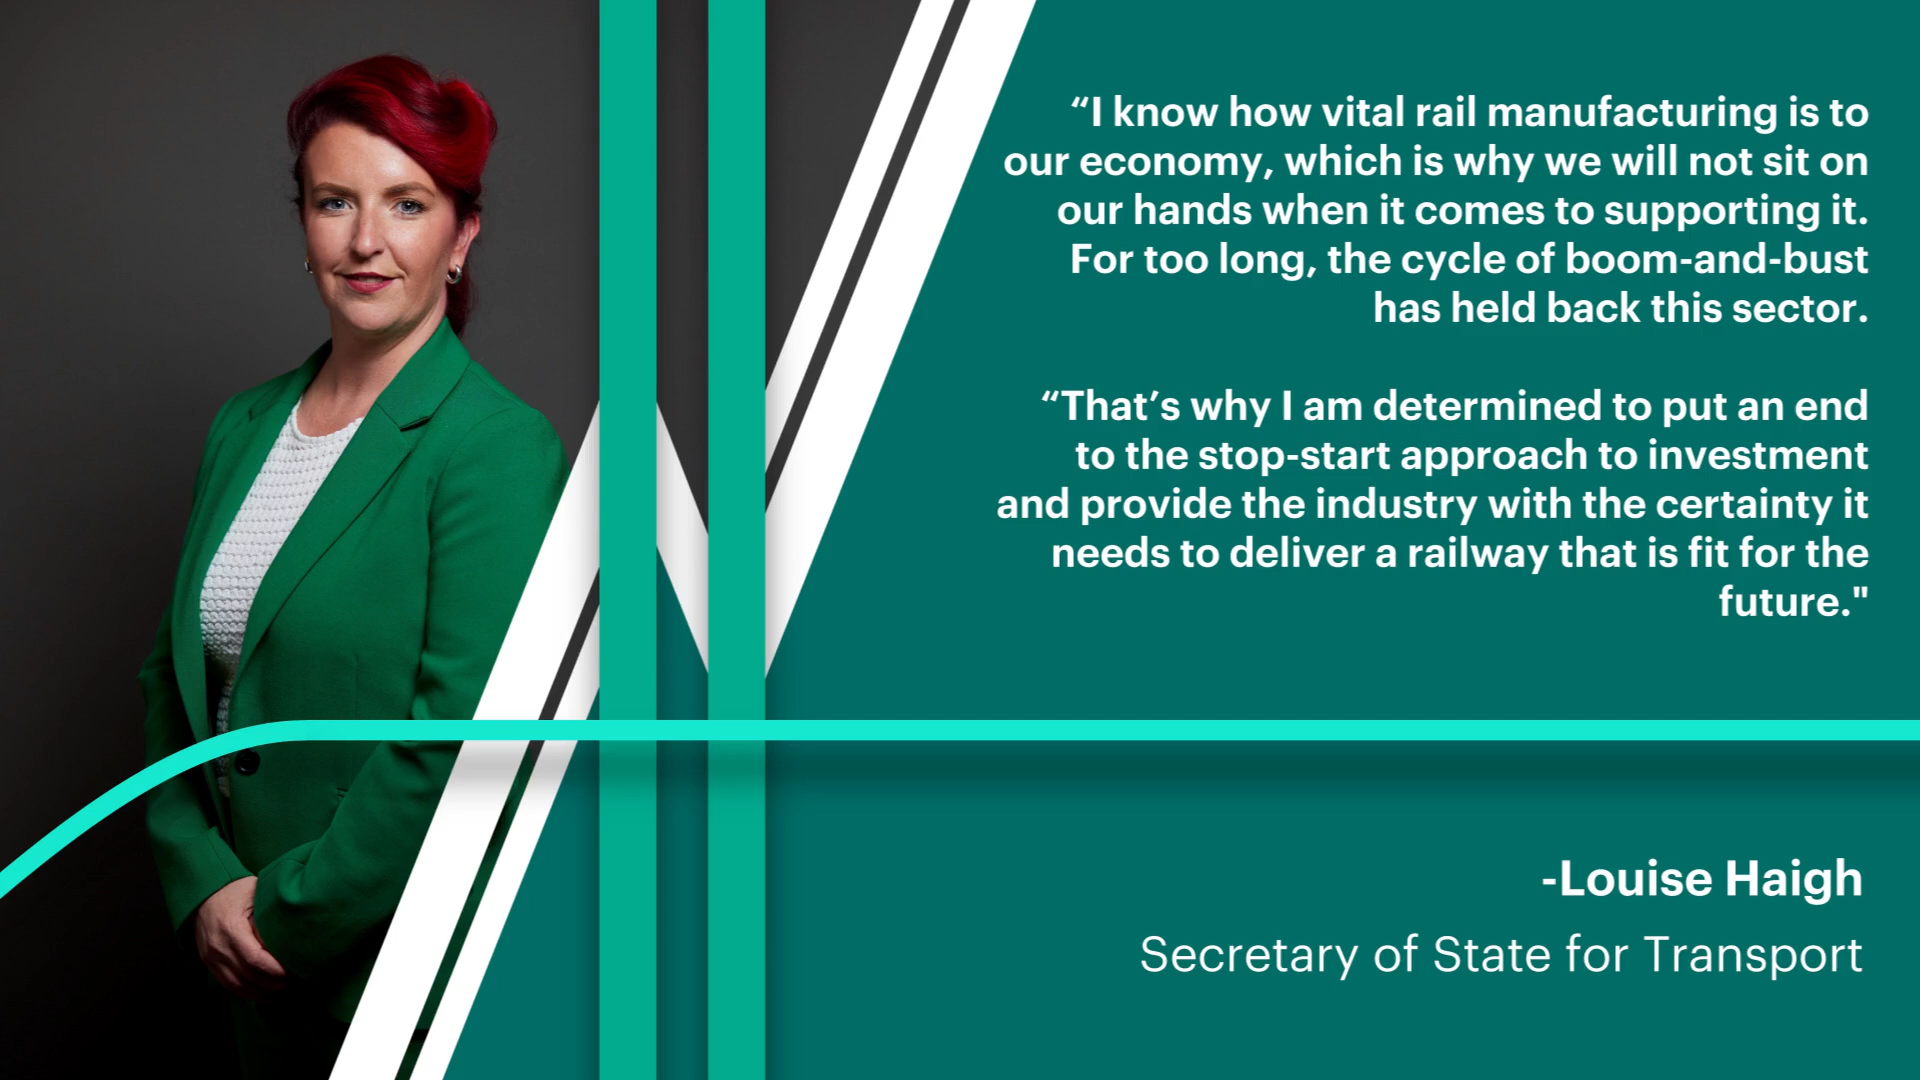 “I know how vital rail manufacturing is to
our economy, which is why we will not sit on
our hands when it comes to supporting it.
For too long, the cycle of boom-and-bust
has held back this sector.
“That’s why I am determined to put an end
to the stop-start approach to investment
and provide the industry with the certainty it
needs to deliver a railway that is fit for the
future."
-Louise Haigh
Secretary of State for Transport